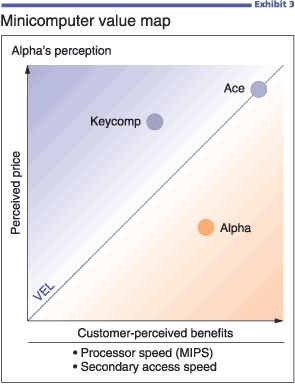 Exhibit 3
Minicomputer value map
Alpha's perception
Ace
Keycomp
Perceived price
Alpha
VEL
Customer-perceived benefits
• Processor speed (MIPS)
• Secondary access speed